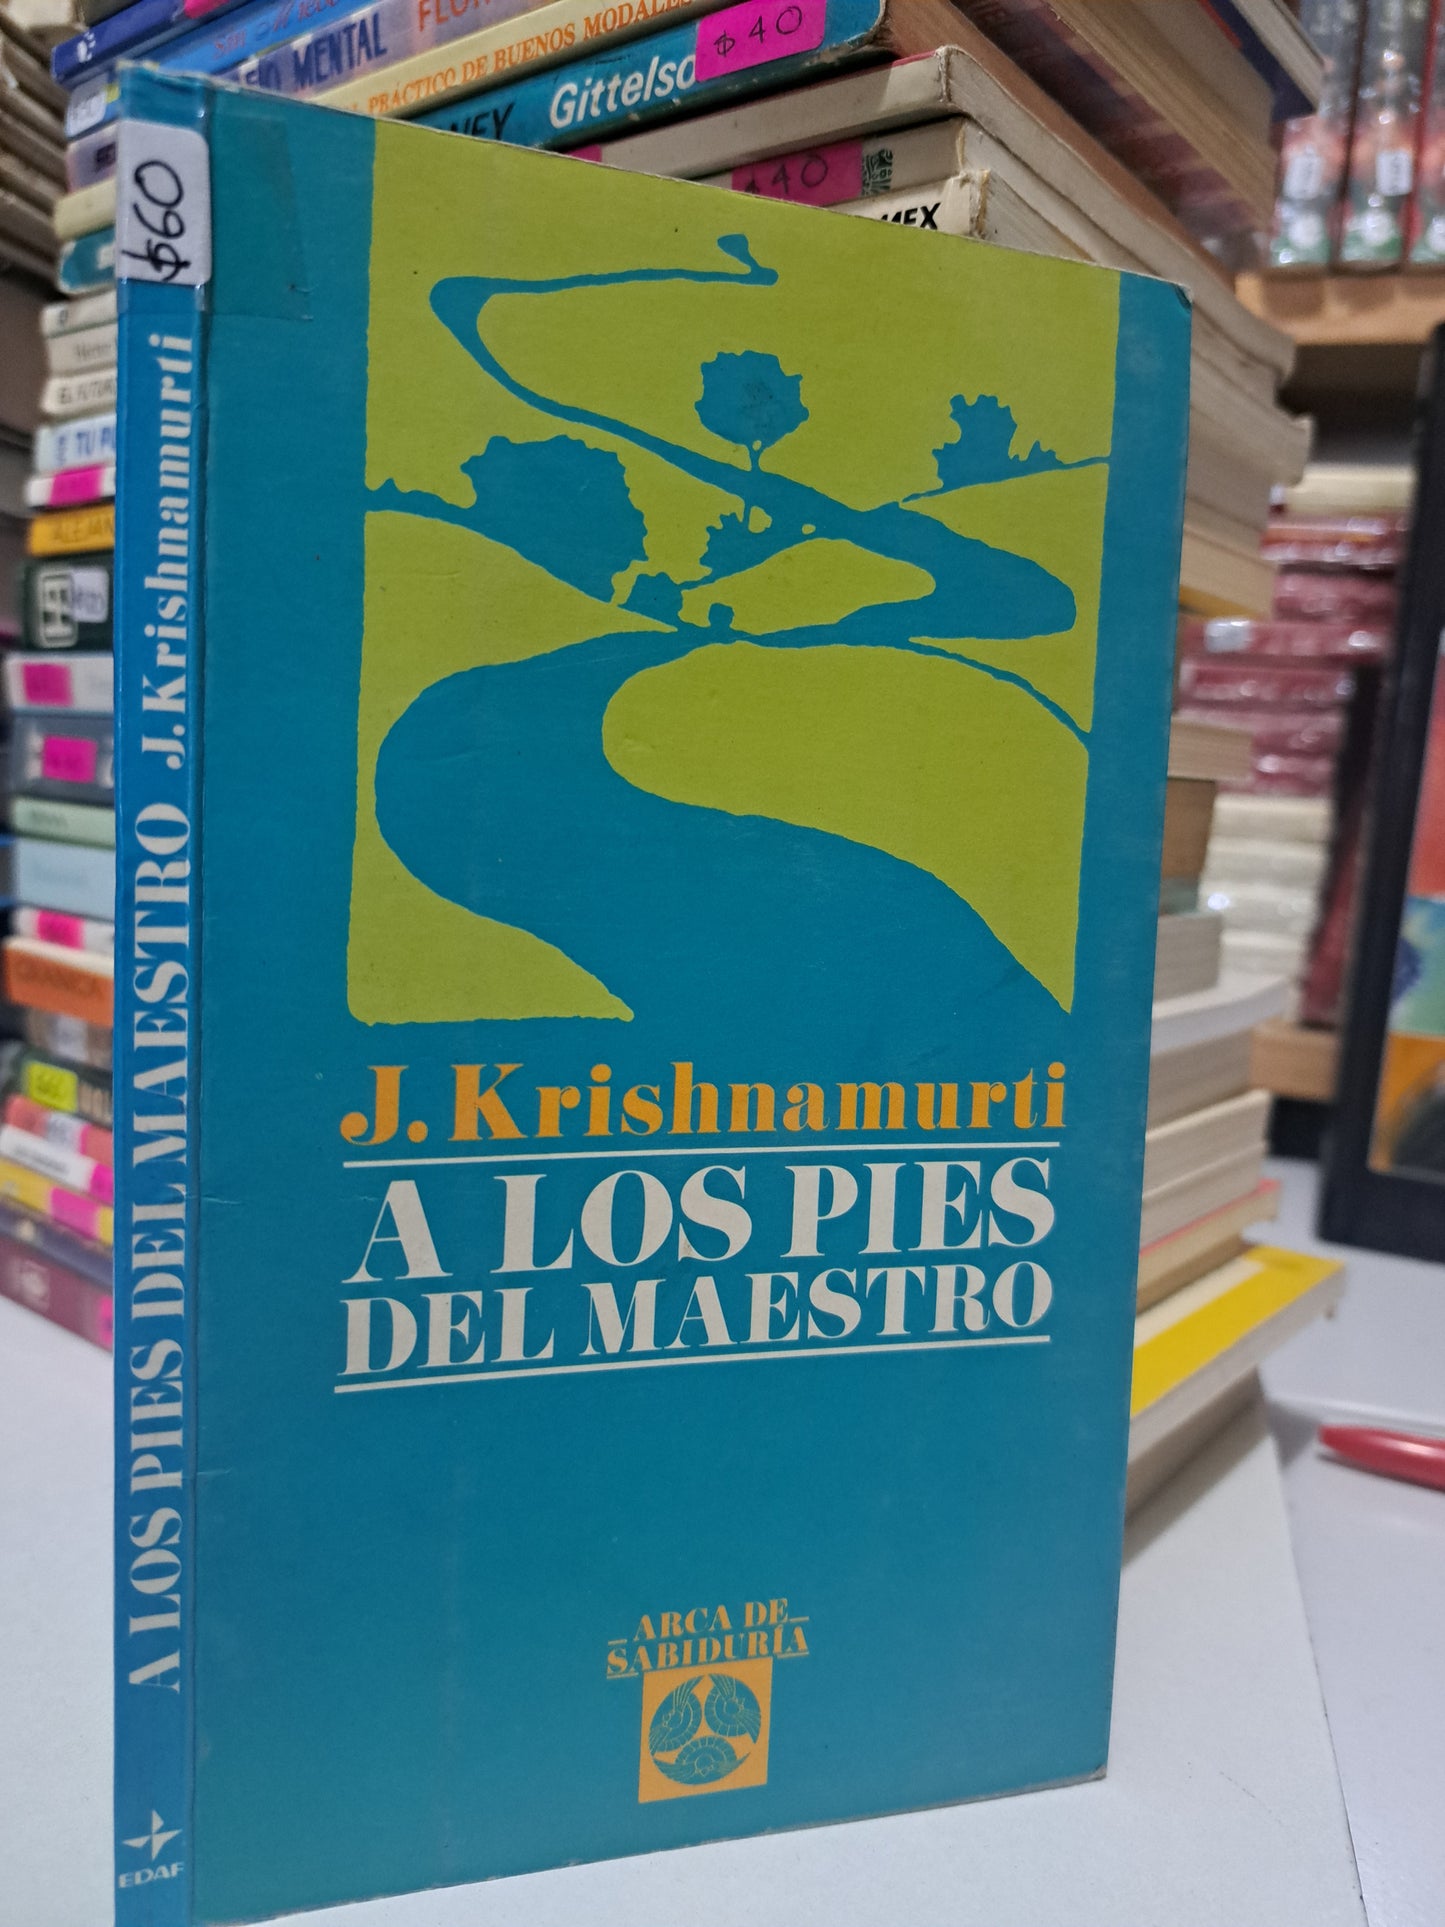 MENTAL
PRÁCTICO DE BUENOS MODALES
Gittelso
$40
$40
$60
J. Krishnamurti
A LOS PIES
DEL MAESTRO
ARCA DE
SABIDURÍA
A LOS PIES DEL MAESTRO J. Krishnamurti
EDAF